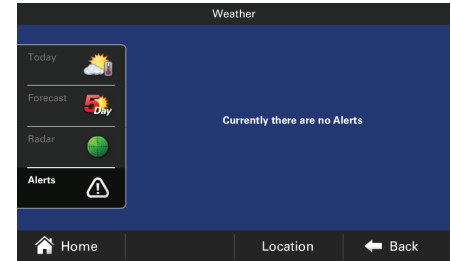 Weather
Today
Forecast
5 Day
Radar
Alerts
Currently there are no Alerts
Home
Location
Back